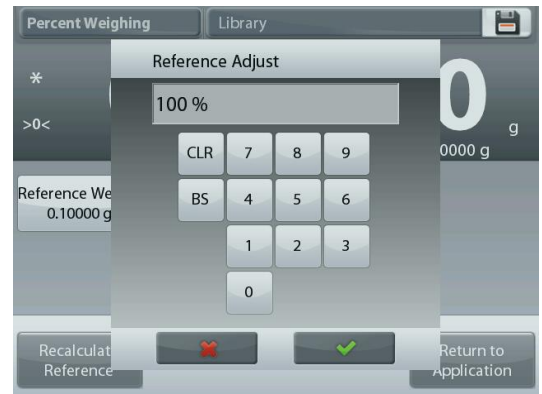 Percent Weighing
Library
Reference Adjust
*
100 %
0
>0<
g
0000 g
CLR 7 8 9
Reference We
0.10000 g
BS 4 5 6
1 2 3
0
Recalculat
Reference
Return to
Application